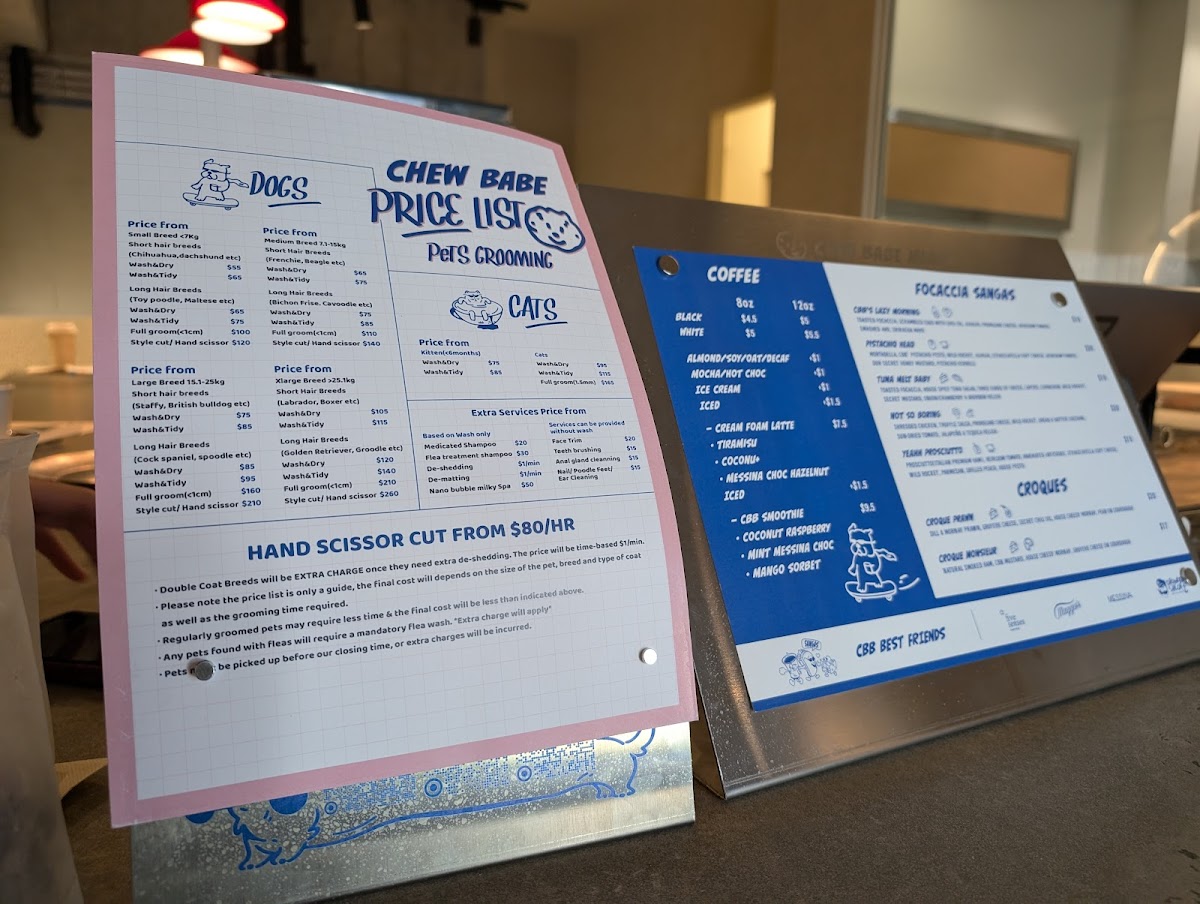 CHEW BABE
PRICE LIST
PETS GROOMING
DOGS
Price from
Small Breed <7Kg
Short hair breeds
(Chihuahua,dachshund etc)
Wash&Dry $55
Wash&Tidy $65
Long Hair Breeds
(Toy poodle, Maltese etc)
Wash&Dry $65
Wash&Tidy $75
Full groom(<1cm) $100
Style cut/ Hand scissor $120
Price from
Medium Breed 7.1-15kg
Short Hair Breeds
(Frenchie, Beagle etc)
Wash&Dry $65
Wash&Tidy $75
Long Hair Breeds
(Bichon Frise. Cavoodle etc)
Wash&Dry $75
Wash&Tidy $85
Full groom(<1cm) $110
Style cut/ Hand scissor $140
Price from
Large Breed 15.1-25kg
Short hair breeds
(Staffy, British bulldog etc)
Wash&Dry $75
Wash&Tidy $85
Long Hair Breeds
(Cock spaniel, spoodle etc)
Wash&Dry $85
Wash&Tidy $95
Full groom(<1cm) $160
Style cut/ Hand scissor $210
Price from
Xlarge Breed >25.1kg
Short Hair Breeds
(Labrador, Boxer etc)
Wash&Dry $105
Wash&Tidy $115
Long Hair Breeds
(Golden Retriever, Groodle etc)
Wash&Dry $120
Wash&Tidy $140
Full groom(<1cm) $210
Style cut/ Hand scissor $260
CATS
Price from
Kitten(<6months)
Wash&Dry $75
Wash&Tidy $85
Cats
Wash&Dry $95
Wash&Tidy $115
Full groom(1.5mm) $165
Extra Services Price from
Based on Wash only
Medicated Shampoo $20
Flea treatment shampoo $30
De-shedding $1/min
De-matting $1/min
Nano bubble milky Spa $50
Services can be provided
without wash
Face Trim $20
Teeth brushing $15
Anal gland cleaning $15
Nail/ Poodle Feet/ $15
Ear Cleaning
HAND SCISSOR CUT FROM $80/HR
• Double Coat Breeds will be EXTRA CHARGE once they need extra de-shedding. The price will be time-based $1/min.
• Please note the price list is only a guide, the final cost will depends on the size of the pet, breed and type of coat
as well as the grooming time required.
• Regularly groomed pets may require less time & the final cost will be less than indicated above.
• Any pets found with fleas will require a mandatory flea wash. "Extra charge will apply"
• Pets be picked up before our closing time, or extra charges will be incurred.
COFFEE
8oz 12oz
BLACK $4.5 $5
WHITE $5 $5.5
ALMOND/SOY/OAT/DECAF +$1
MOCHA/HOT CHOC +$1
ICE CREAM +$1
ICED +$1.5
- CREAM FOAM LATTE $7.5
• TIRAMISU
• COCONU+
• MESSINA CHOC HAZELNUT
ICED +$1.5
- CBB SMOOTHIE $9.5
• COCONUT RASPBERRY
• MINT MESSINA CHOC
• MANGO SORBET
FOCACCIA SANGAS
CBB'S LAZY MORNING
PISTACHIO HEAD
TUNA MELT BABY
NOT SO BORING
YEAHH PROSCIUTTO
CROQUES
CROQUE PRAWN
CROQUE MONSIEUR
CBB BEST FRIENDS
MESSINA